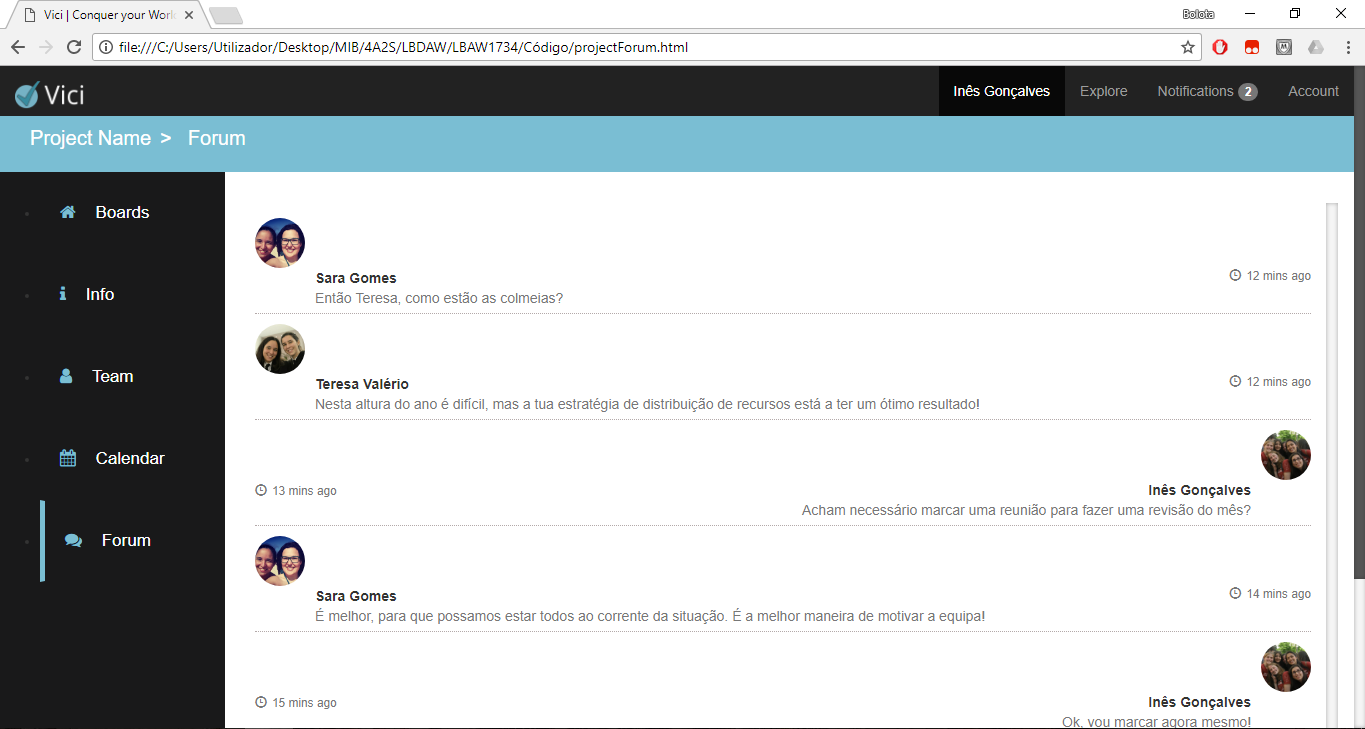 Vici | Conquer your Worl
Bolota
file:///C:/Users/Utilizador/Desktop/MIB/4A2S/LBDAW/LBAW1734/Código/projectForum.html
Vici
Inês Gonçalves Explore Notifications 2 Account
Project Name > Forum
Boards
Info
Team
Calendar
Forum
Sara Gomes 12 mins ago
Então Teresa, como estão as colmeias?
Teresa Valério 12 mins ago
Nesta altura do ano é difícil, mas a tua estratégia de distribuição de recursos está a ter um ótimo resultado!
13 mins ago Inês Gonçalves
Acham necessário marcar uma reunião para fazer uma revisão do mês?
Sara Gomes 14 mins ago
É melhor, para que possamos estar todos ao corrente da situação. É a melhor maneira de motivar a equipa!
15 mins ago Inês Gonçalves
Ok, vou marcar agora mesmo!